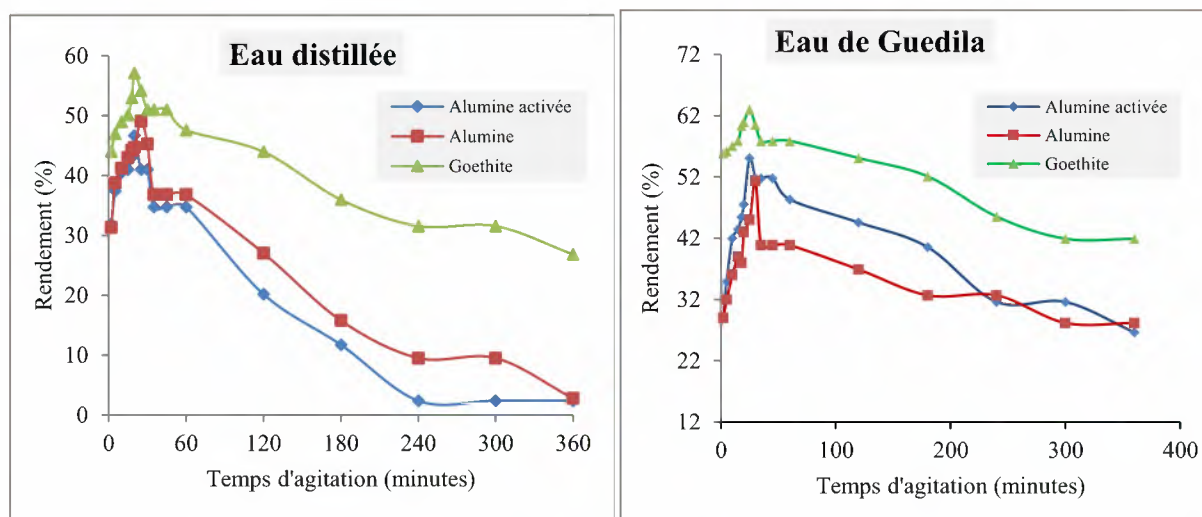 Eau distillée
60
50
40
30
20
10
0
Rendement (%)
Alumine activée
Alumine
Goethite
0 60 120 180 240 300 360
Temps d'agitation (minutes)
Eau de Guedila
72
62
52
42
32
22
12
Rendement (%)
Alumine activée
Alumine
Goethite
0 100 200 300 400
Temps d'agitation (minutes)